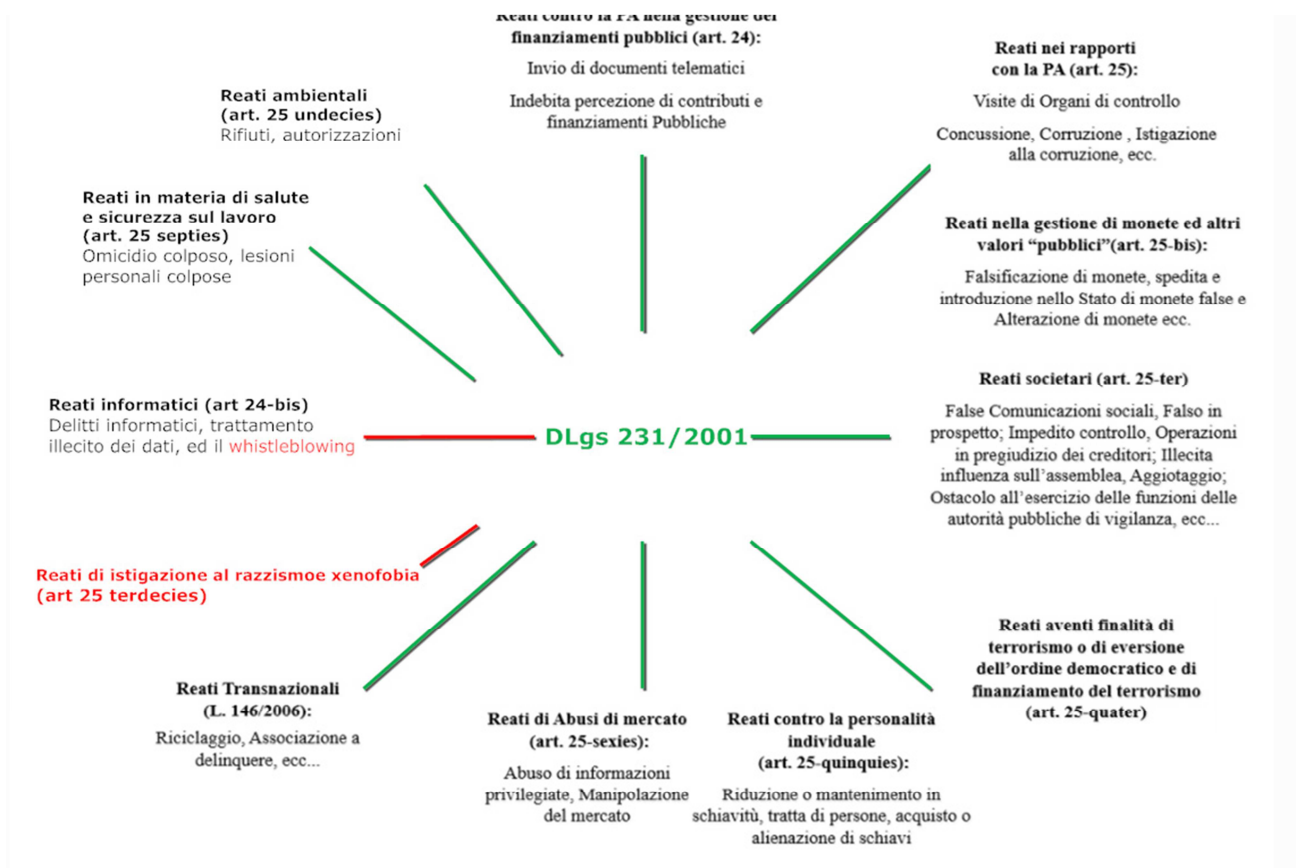 Reati contro la PA nella gestione dei
finanziamenti pubblici (art. 24):
Invio di documenti telematici
Indebita percezione di contributi e
finanziamenti Pubbliche
Reati nei rapporti
con la PA (art. 25):
Visite di Organi di controllo
Concussione, Corruzione , Istigazione
alla corruzione, ecc.
Reati ambientali
(art. 25 undecies)
Rifiuti, autorizzazioni
Reati in materia di salute
e sicurezza sul lavoro
(art. 25 septies)
Omicidio colposo, lesioni
personali colpose
Reati nella gestione di monete ed altri
valori “pubblici”(art. 25-bis):
Falsificazione di monete, spedita e
introduzione nello Stato di monete false e
Alterazione di monete ecc.
Reati informatici (art 24-bis)
Delitti informatici, trattamento
illecito dei dati, ed il whistleblowing
DLgs 231/2001
Reati societari (art. 25-ter)
False Comunicazioni sociali, Falso in
prospetto; Impedito controllo, Operazioni
in pregiudizio dei creditori; Illecita
influenza sull’assemblea, Aggiotaggio;
Ostacolo all’esercizio delle funzioni delle
autorità pubbliche di vigilanza, ecc...
Reati di istigazione al razzismoe xenofobia
(art 25 terdecies)
Reati aventi finalità di
terrorismo o di eversione
dell’ordine democratico e di
finanziamento del terrorismo
(art. 25-quater)
Reati Transnazionali
(L. 146/2006):
Riciclaggio, Associazione a
delinquere, ecc...
Reati di Abusi di mercato
(art. 25-sexies):
Abuso di informazioni
privilegiate, Manipolazione
del mercato
Reati contro la personalità
individuale
(art. 25-quinquies):
Riduzione o mantenimento in
schiavitù, tratta di persone, acquisto o
alienazione di schiavi